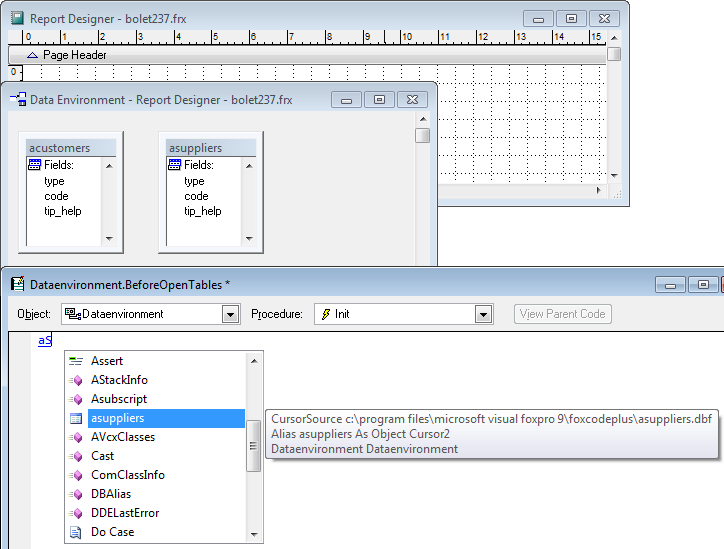 Report Designer - bolet237.frx
0 1 2 3 4 5 6 7 8 9 10 11 12 13 14 15
Page Header
0
Data Environment - Report Designer - bolet237.frx
acustomers
Fields:
type
code
tip_help
asuppliers
Fields:
type
code
tip_help
Dataenvironment.BeforeOpenTables *
Object: Dataenvironment Procedure: Init View Parent Code
aS
Assert
AStackInfo
Asubscript
asuppliers
AVcxClasses
Cast
ComClassInfo
DBAlias
DDELastError
Do Case
CursorSource c:\program files\microsoft visual foxpro 9\foxcodeplus\asuppliers.dbf
Alias asuppliers As Object Cursor2
Dataenvironment Dataenvironment